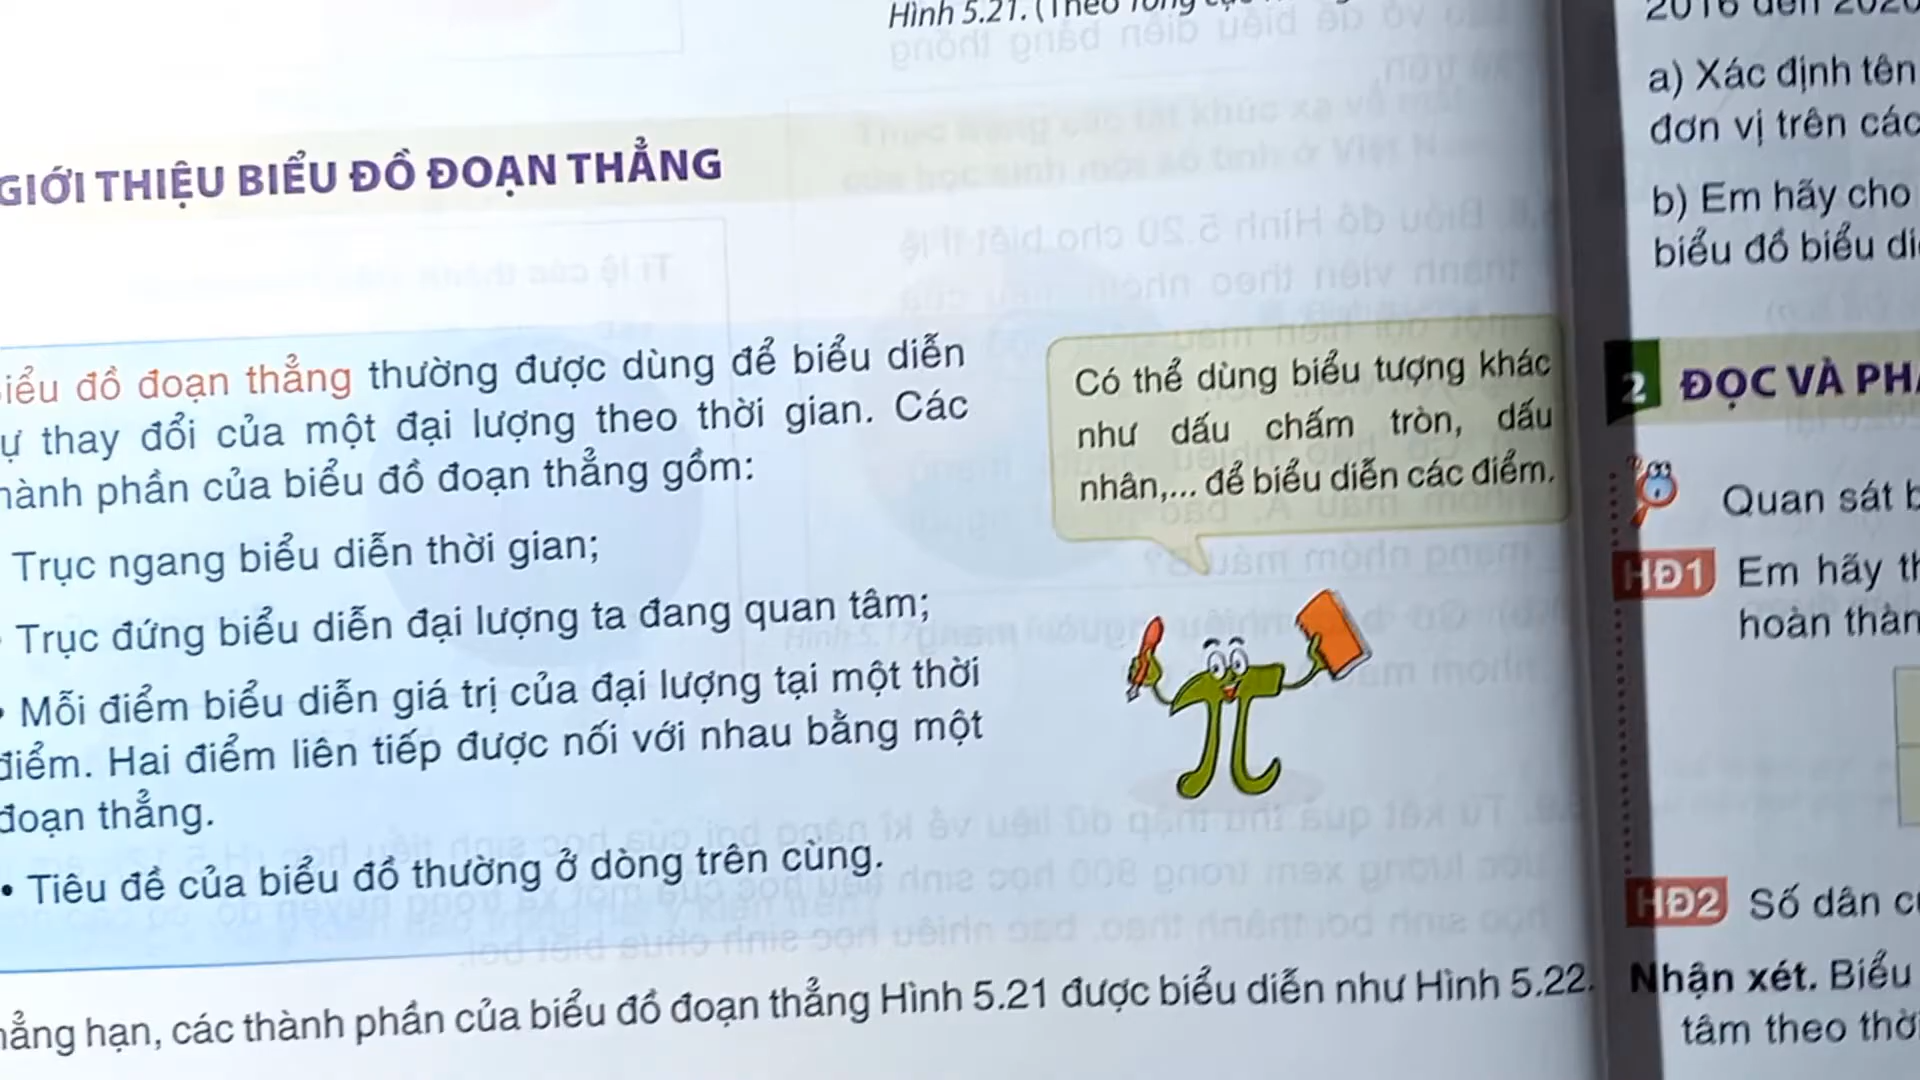 Hình 5.21. (Theo
GIỚI THIỆU BIỂU ĐỒ ĐOẠN THẲNG
iểu đồ đoạn thẳng thường được dùng để biểu diễn
ự thay đổi của một đại lượng theo thời gian. Các
hành phần của biểu đồ đoạn thẳng gồm:
Trục ngang biểu diễn thời gian;
Trục đứng biểu diễn đại lượng ta đang quan tâm;
• Mỗi điểm biểu diễn giá trị của đại lượng tại một thời
điểm. Hai điểm liên tiếp được nối với nhau bằng một
đoạn thẳng.
• Tiêu đề của biểu đồ thường ở dòng trên cùng.
hẳng hạn, các thành phần của biểu đồ đoạn thẳng Hình 5.21 được biểu diễn như Hình 5.22.
Có thể dùng biểu tượng khác
như dấu chấm tròn, dấu
nhân,... để biểu diễn các điểm.
2016 đến 2020
a) Xác định tên
đơn vị trên các
b) Em hãy cho
biểu đồ biểu di
2 ĐỌC VÀ PH
Quan sát b
HĐ1 Em hãy th
hoàn thàn
HĐ2 Số dân c
Nhận xét. Biểu
tâm theo thờ